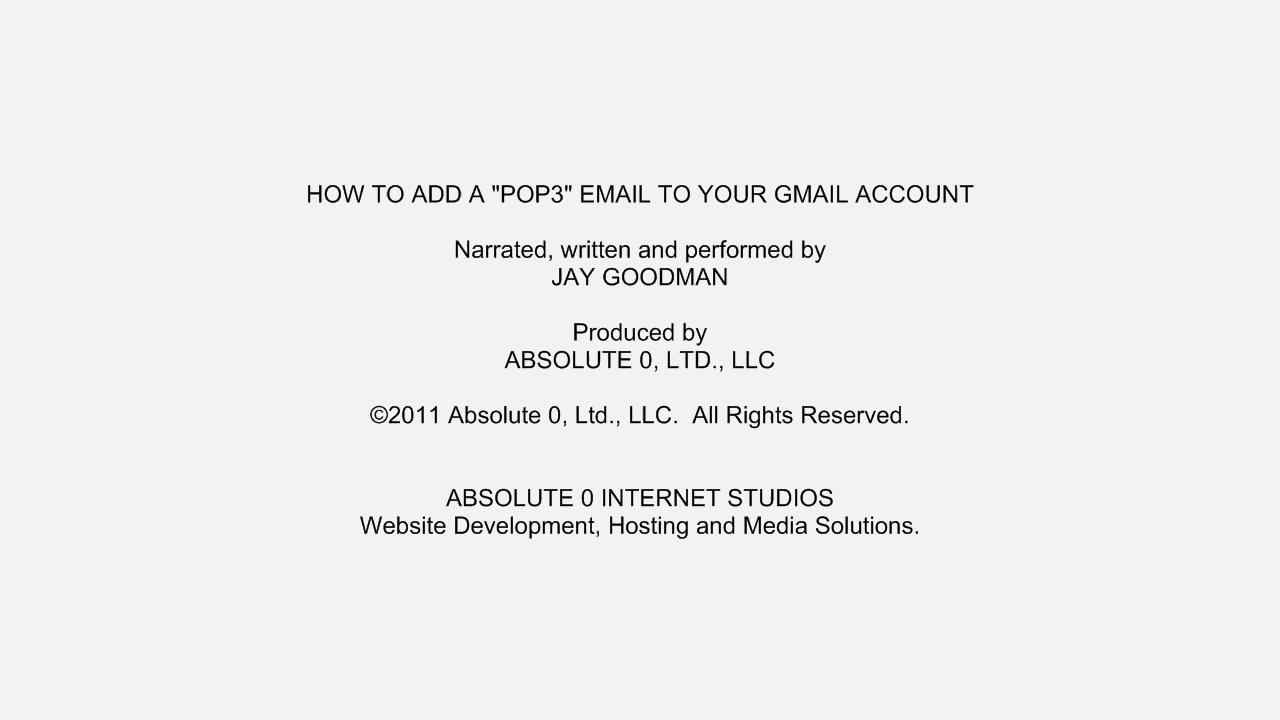 HOW TO ADD A "POP3" EMAIL TO YOUR GMAIL ACCOUNT
Narrated, written and performed by
JAY GOODMAN
Produced by
ABSOLUTE 0, LTD., LLC
©2011 Absolute 0, Ltd., LLC.  All Rights Reserved.
ABSOLUTE 0 INTERNET STUDIOS
Website Development, Hosting and Media Solutions.